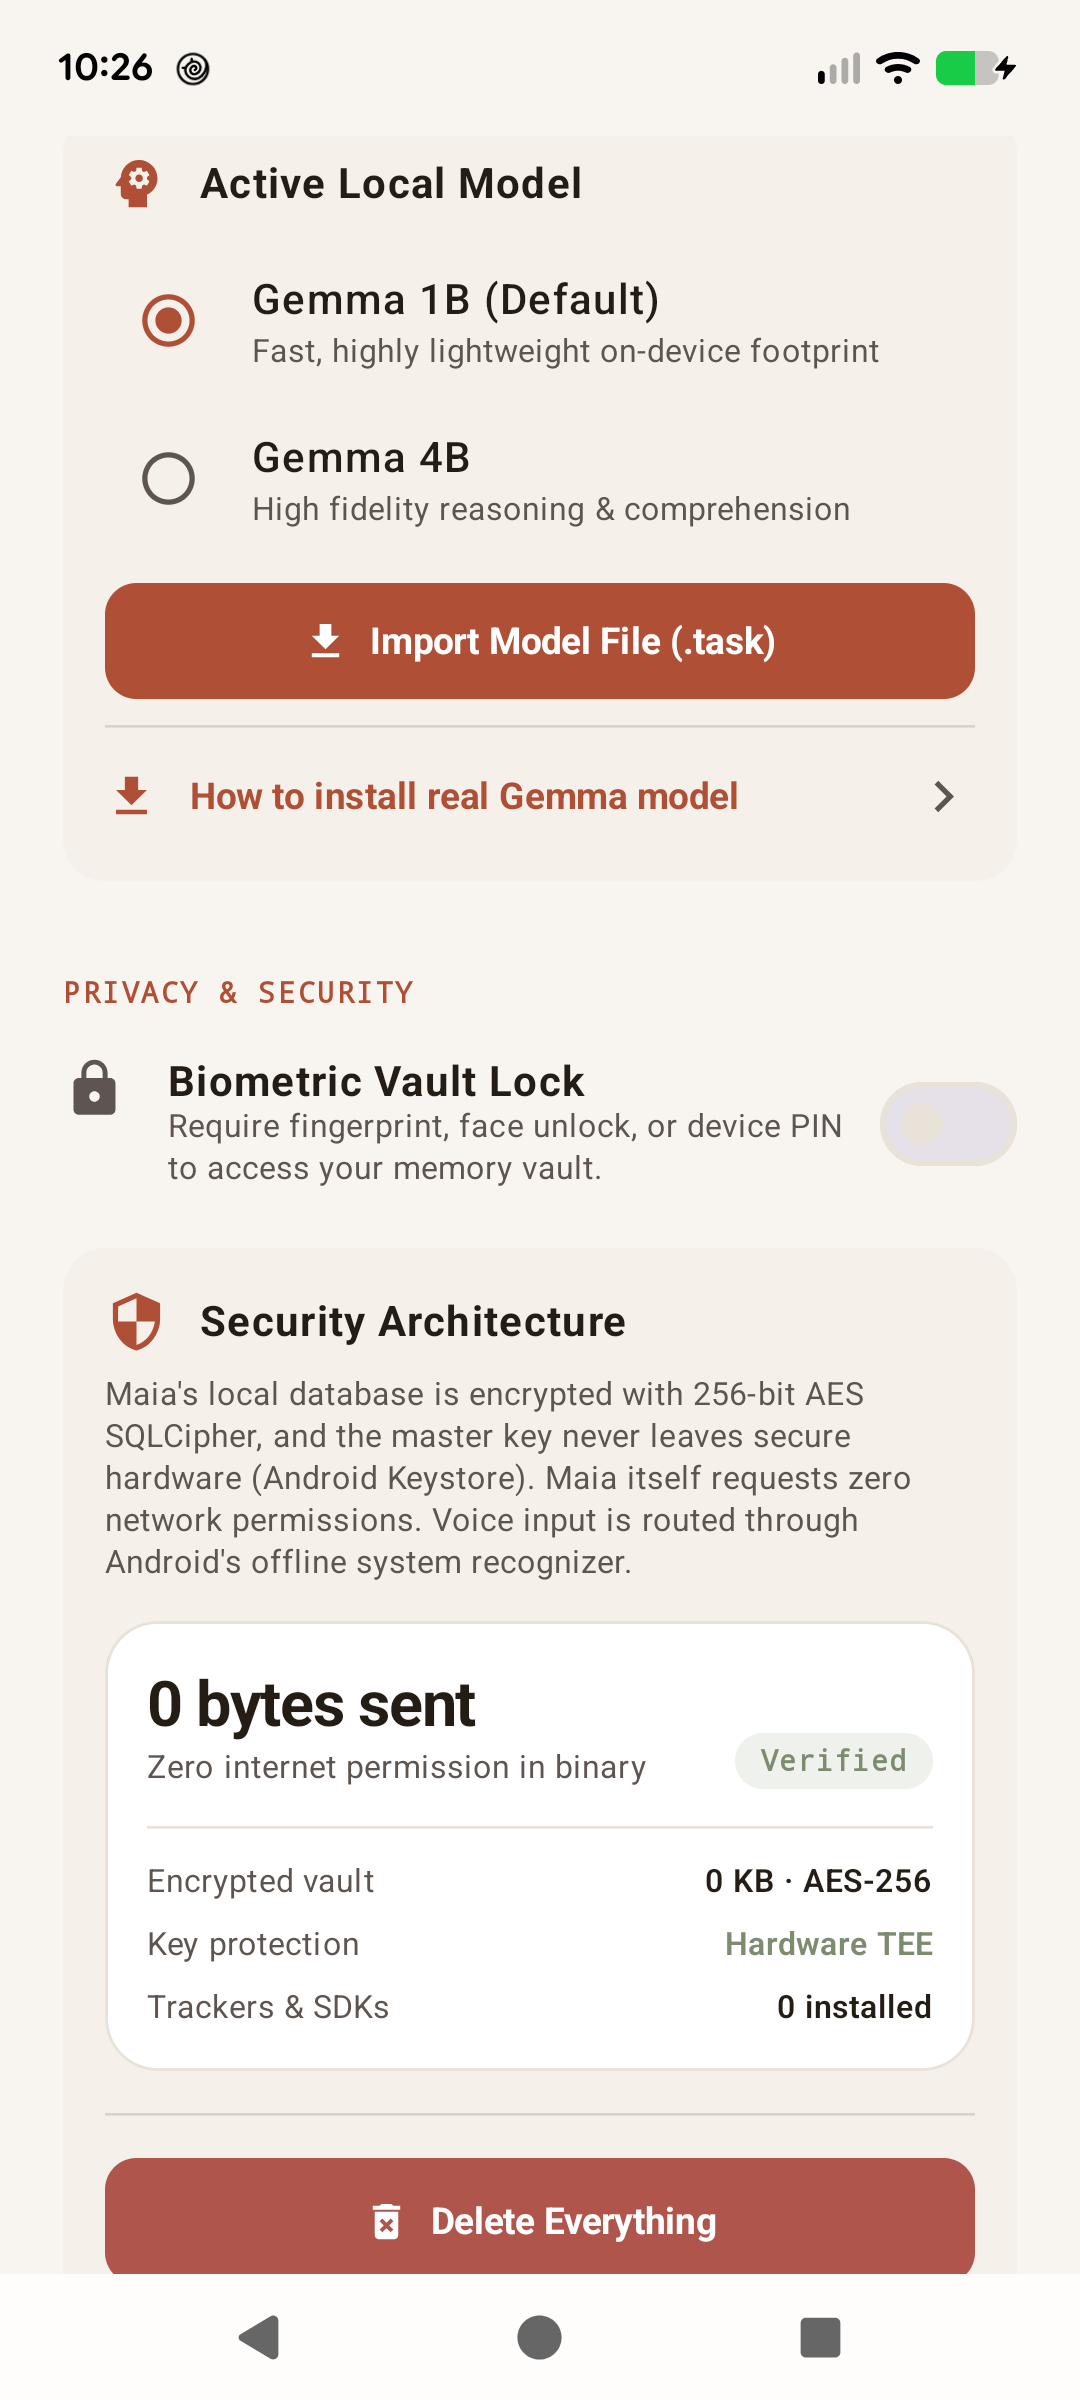 10:26
Active Local Model
Gemma 1B (Default)
Fast, highly lightweight on-device footprint
Gemma 4B
High fidelity reasoning & comprehension
Import Model File (.task)
How to install real Gemma model
PRIVACY & SECURITY
Biometric Vault Lock
Require fingerprint, face unlock, or device PIN
to access your memory vault.
Security Architecture
Maia's local database is encrypted with 256-bit AES
SQLCipher, and the master key never leaves secure
hardware (Android Keystore). Maia itself requests zero
network permissions. Voice input is routed through
Android's offline system recognizer.
0 bytes sent
Zero internet permission in binary
Verified
Encrypted vault 0 KB · AES-256
Key protection Hardware TEE
Trackers & SDKs 0 installed
Delete Everything